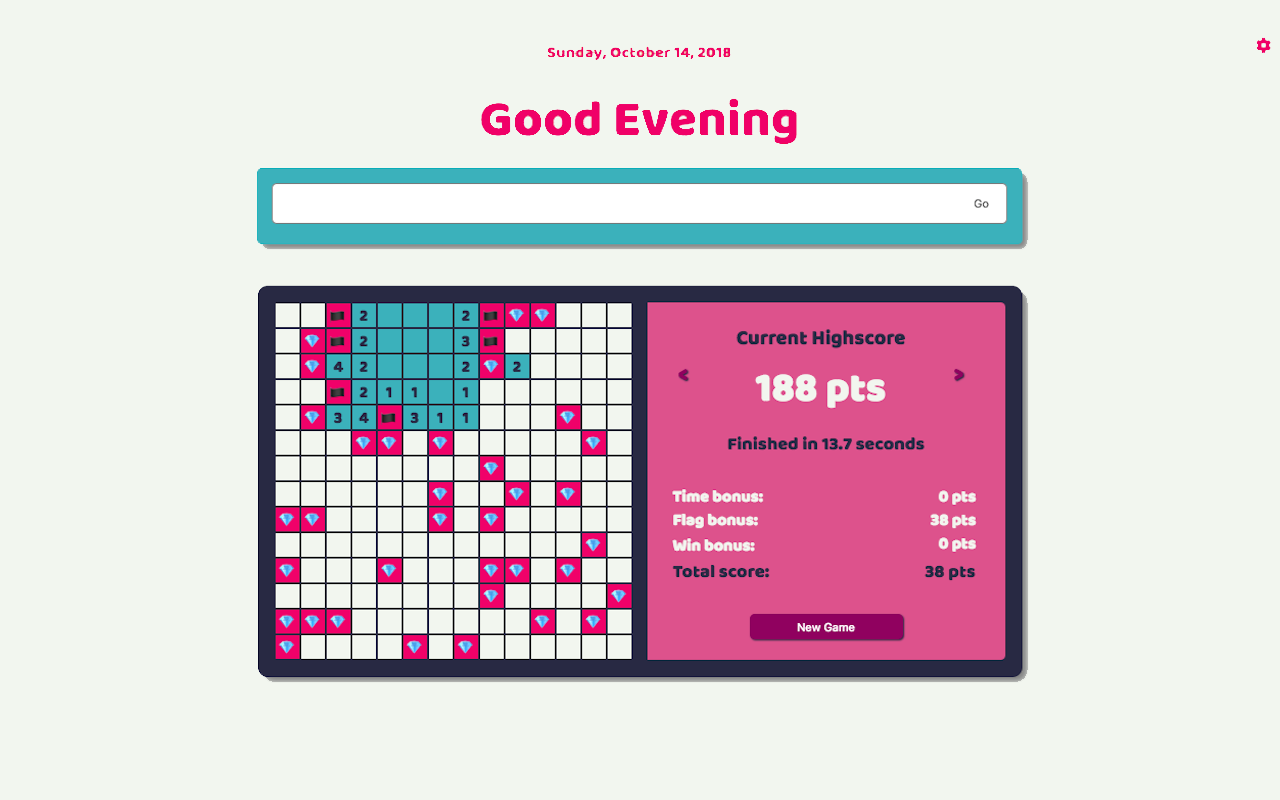 Sunday, October 14, 2018
Good Evening
Go
2 2
2 3
4 2 2 2
2 1 1 1
3 4 3 1 1
Current Highscore
< 188 pts >
Finished in 13.7 seconds
Time bonus: 0 pts
Flag bonus: 38 pts
Win bonus: 0 pts
Total score: 38 pts
New Game